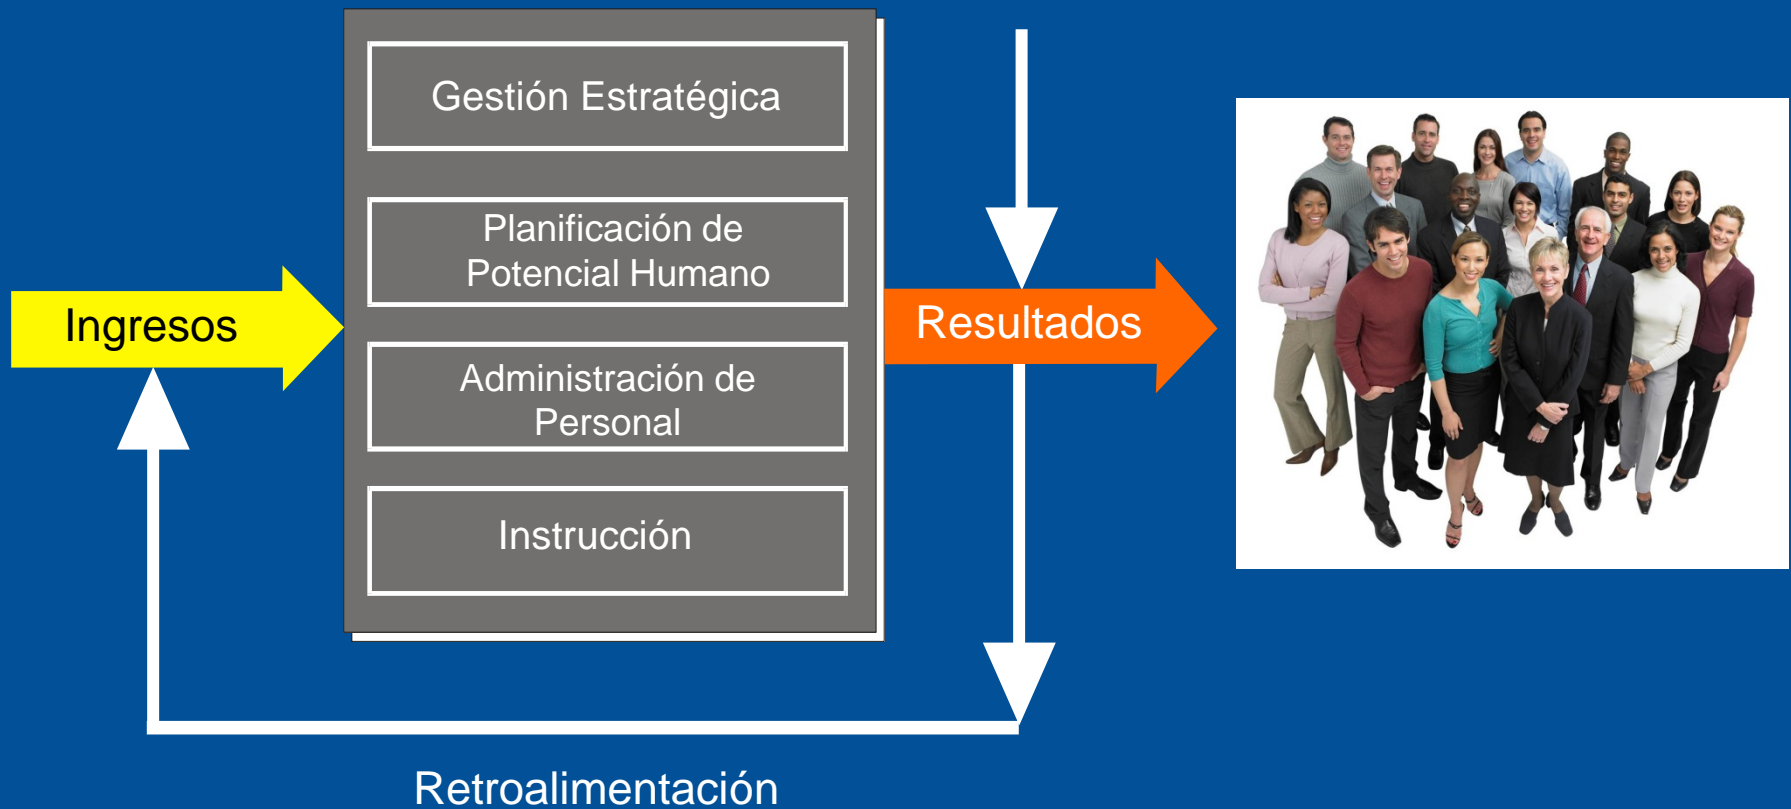 Gestión Estratégica
Planificación de
Potencial Humano
Ingresos
Resultados
Administración de
Personal
Instrucción
Retroalimentación